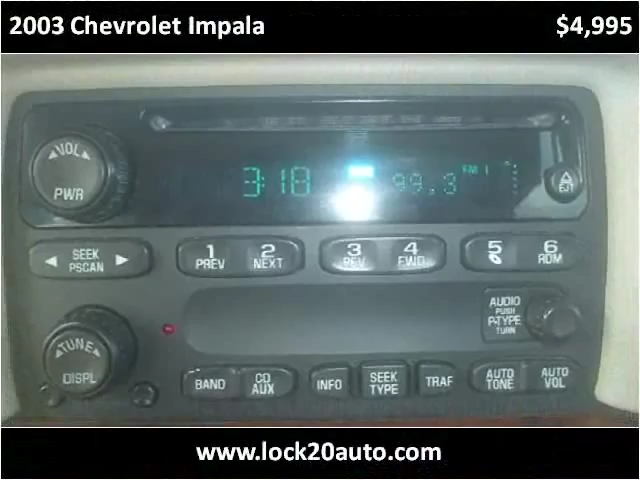 2003 Chevrolet Impala $4,995
VOL
PWR
3:18 99.3 FM 1
EJT
SEEK
PSCAN
1 PREV
2 NEXT
3 REV
4 FWD
5
6 RDM
AUDIO
PUSH
P-TYPE
TURN
TUNE
DISPL
BAND
CD
AUX
INFO
SEEK
TYPE
TRAF
AUTO
TONE
AUTO
VOL
www.lock20auto.com